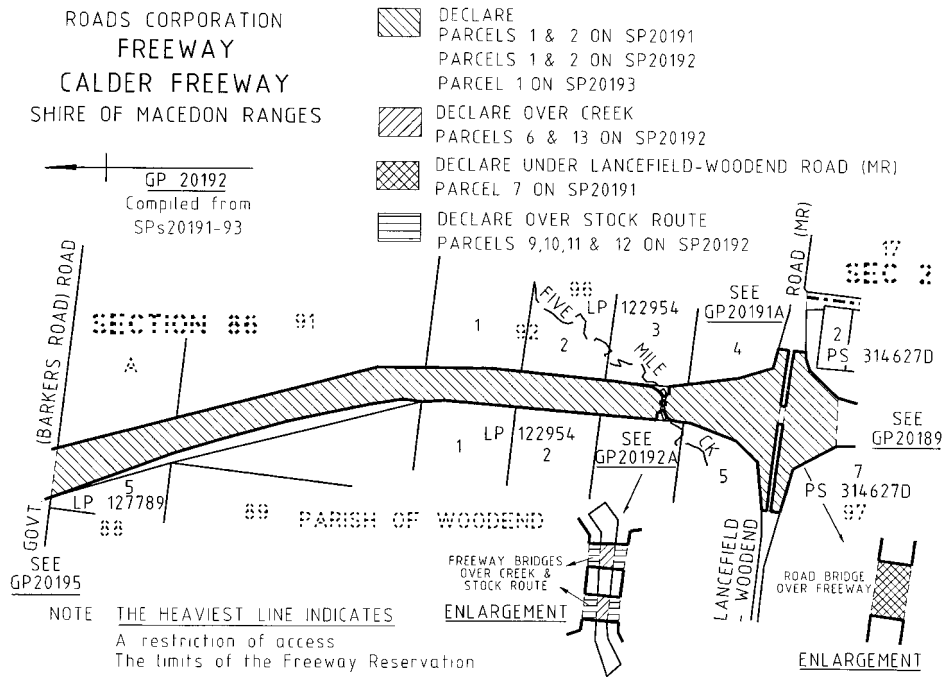 ROADS CORPORATION
FREEWAY
CALDER FREEWAY
SHIRE OF MACEDON RANGES
GP 20192
Compiled from
SPs20191-93
DECLARE
PARCELS 1 & 2 ON SP20191
PARCELS 1 & 2 ON SP20192
PARCEL 1 ON SP20193
DECLARE OVER CREEK
PARCELS 6 & 13 ON SP20192
DECLARE UNDER LANCEFIELD-WOODEND ROAD (MR)
PARCEL 7 ON SP20191
DECLARE OVER STOCK ROUTE
PARCELS 9,10,11 & 12 ON SP20192
(BARKERS ROAD) ROAD
GOVT.
SECTION 86
91
A
1
92
2
FIVE
MILE
CK
LP 122954
3
SEE
GP20191A
4
ROAD (MR)
17
SEC 2
2
PS 314627D
SEE
GP20189
7
PS 314627D
87
5
LP 127789
88
89
PARISH OF WOODEND
1
LP 122954
2
SEE
GP20192A
5
LANCEFIELD
WOODEND
SEE
GP20195
FREEWAY BRIDGES
OVER CREEK &
STOCK ROUTE
ENLARGEMENT
ROAD BRIDGE
OVER FREEWAY
ENLARGEMENT
NOTE THE HEAVIEST LINE INDICATES
A restriction of access
The limits of the Freeway Reservation